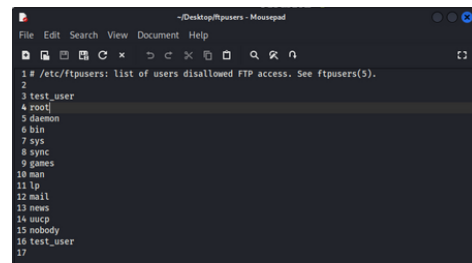 ~/Desktop/ftpusers - Mousepad
File Edit Search View Document Help
1 # /etc/ftpusers: list of users disallowed FTP access. See ftpusers(5).
2
3 test_user
4 root
5 daemon
6 bin
7 sys
8 sync
9 games
10 man
11 lp
12 mail
13 news
14 uucp
15 nobody
16 test_user
17